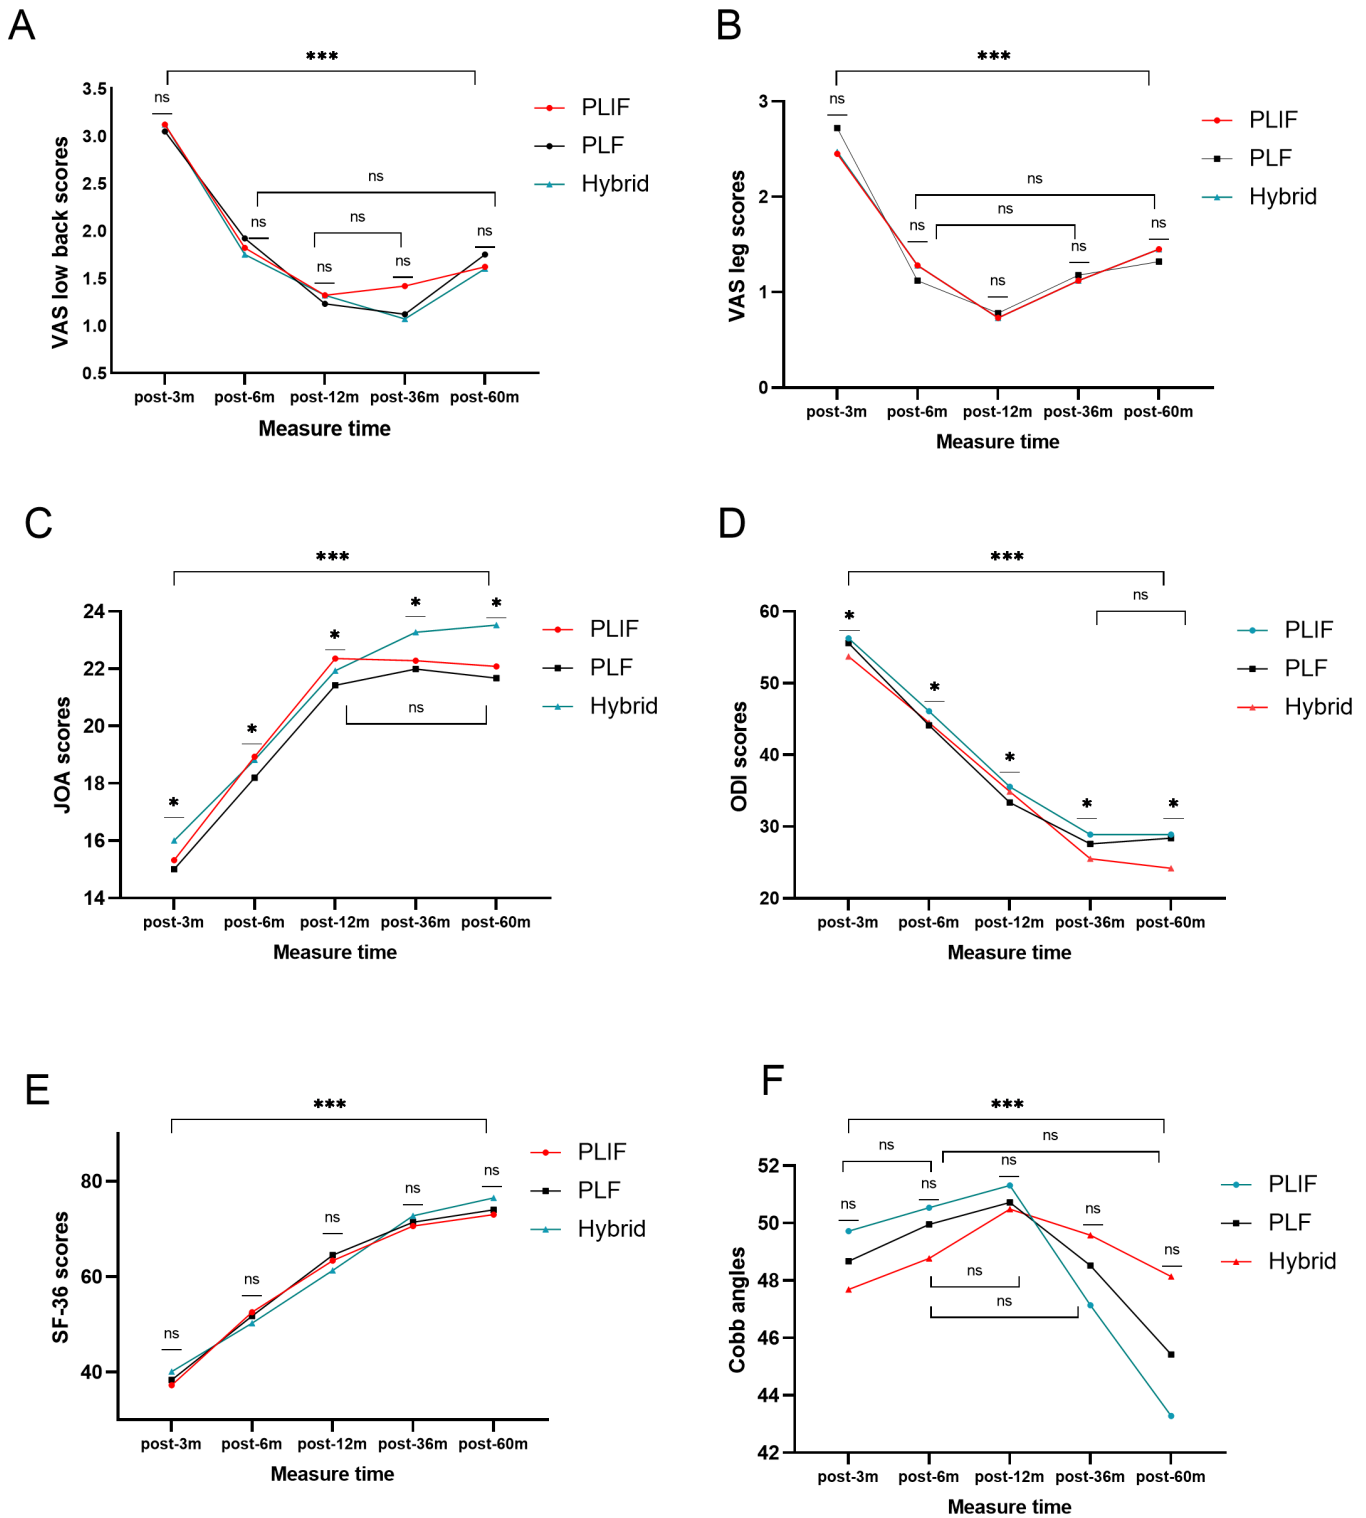 A
***
ns
ns
ns
ns
ns
ns
ns
3.5
3.0
2.5
2.0
1.5
1.0
0.5
VAS low back scores
post-3m post-6m post-12m post-36m post-60m
Measure time
PLIF
PLF
Hybrid
B
***
ns
ns
ns
ns
ns
ns
ns
3
2
1
0
VAS leg scores
post-3m post-6m post-12m post-36m post-60m
Measure time
PLIF
PLF
Hybrid
C
***
*
*
*
*
*
ns
24
22
20
18
16
14
JOA scores
post-3m post-6m post-12m post-36m post-60m
Measure time
PLIF
PLF
Hybrid
D
***
ns
*
*
*
*
*
60
50
40
30
20
ODI scores
post-3m post-6m post-12m post-36m post-60m
Measure time
PLIF
PLF
Hybrid
E
***
ns
ns
ns
ns
ns
80
60
40
SF-36 scores
post-3m post-6m post-12m post-36m post-60m
Measure time
PLIF
PLF
Hybrid
F
***
ns
ns
ns
ns
ns
ns
ns
ns
ns
52
50
48
46
44
42
Cobb angles
post-3m post-6m post-12m post-36m post-60m
Measure time
PLIF
PLF
Hybrid